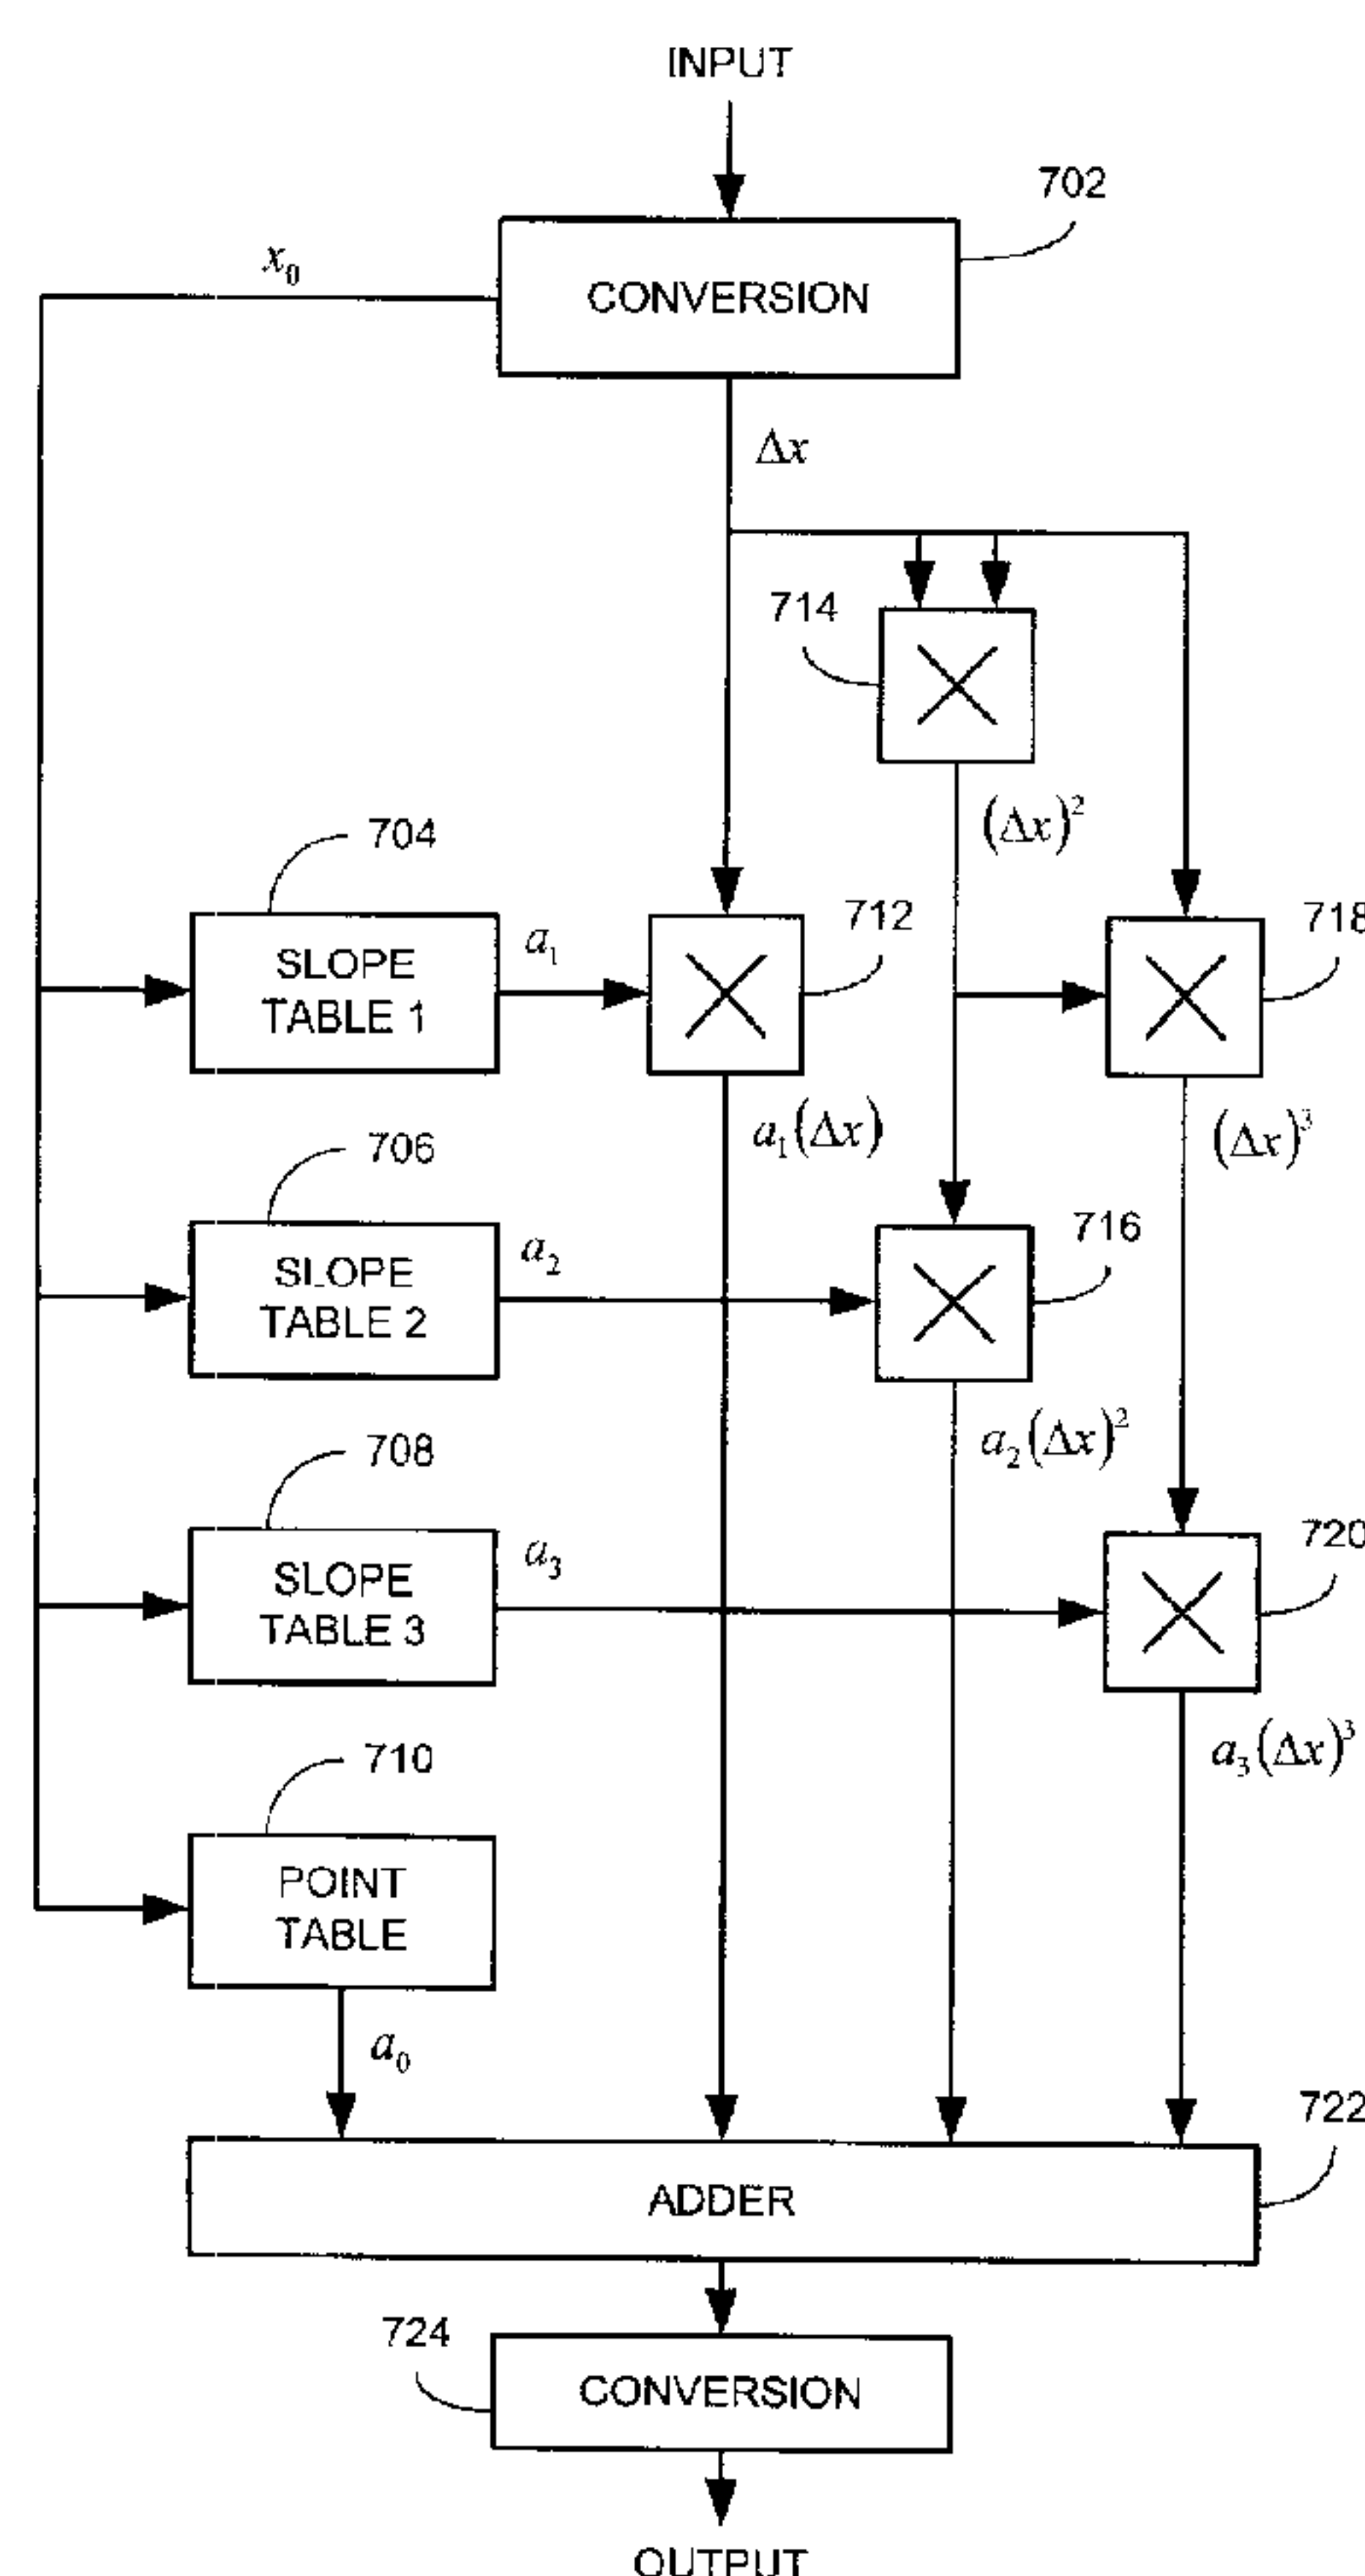 INPUT
702
x₀
CONVERSION
Δx
714
(Δx)²
704
SLOPE
TABLE 1
a₁
712
718
a₁(Δx)
(Δx)³
706
SLOPE
TABLE 2
a₂
716
a₂(Δx)²
708
SLOPE
TABLE 3
a₃
720
a₃(Δx)³
710
POINT
TABLE
a₀
722
ADDER
724
CONVERSION
OUTPUT